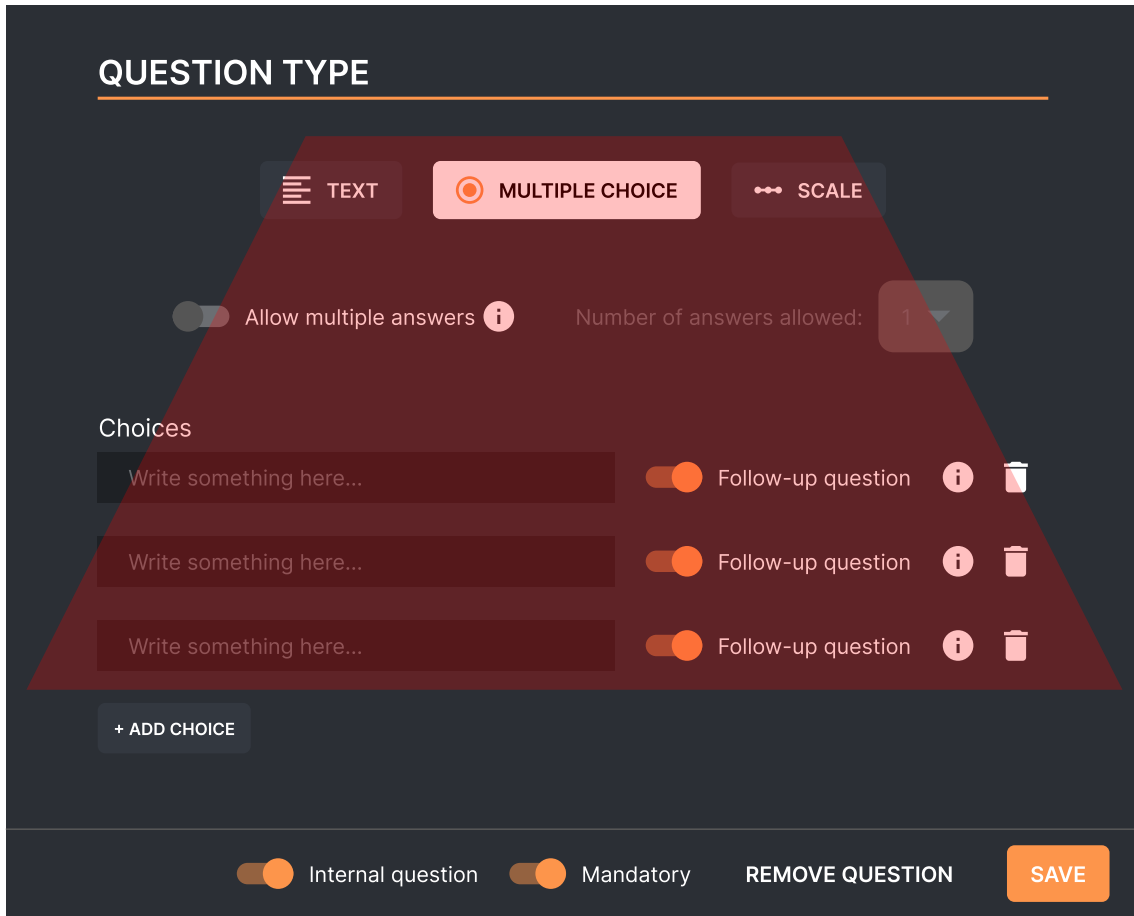 QUESTION TYPE
TEXT MULTIPLE CHOICE SCALE
Allow multiple answers i Number of answers allowed: 1
Choices
Write something here... Follow-up question i
Write something here... Follow-up question i
Write something here... Follow-up question i
+ ADD CHOICE
Internal question Mandatory REMOVE QUESTION SAVE